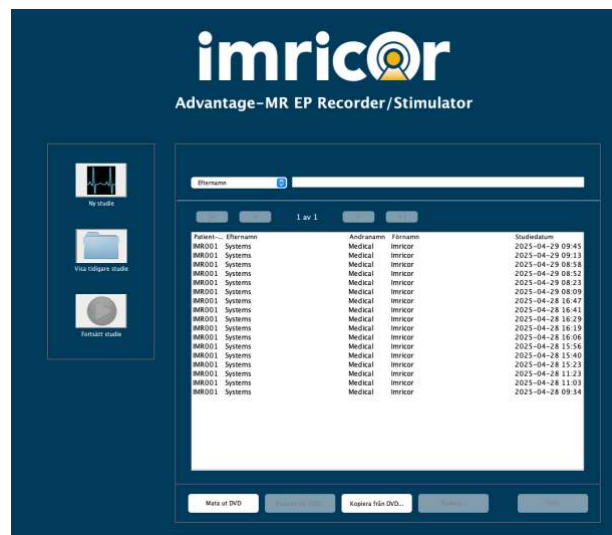 imricor
Advantage-MR EP Recorder/Stimulator
Ny studie
Visa tidigare studie
Fortsätt studie
Efternamn
1 av 1
Patient-... Efternamn Andranamn Förnamn Studiedatum
IMR001 Systems Medical Imricor 2025-04-29 09:45
IMR001 Systems Medical Imricor 2025-04-29 09:13
IMR001 Systems Medical Imricor 2025-04-29 08:58
IMR001 Systems Medical Imricor 2025-04-29 08:52
IMR001 Systems Medical Imricor 2025-04-29 08:23
IMR001 Systems Medical Imricor 2025-04-29 08:09
IMR001 Systems Medical Imricor 2025-04-28 16:47
IMR001 Systems Medical Imricor 2025-04-28 16:41
IMR001 Systems Medical Imricor 2025-04-28 16:29
IMR001 Systems Medical Imricor 2025-04-28 16:19
IMR001 Systems Medical Imricor 2025-04-28 16:06
IMR001 Systems Medical Imricor 2025-04-28 15:56
IMR001 Systems Medical Imricor 2025-04-28 15:40
IMR001 Systems Medical Imricor 2025-04-28 15:23
IMR001 Systems Medical Imricor 2025-04-28 11:23
IMR001 Systems Medical Imricor 2025-04-28 11:03
IMR001 Systems Medical Imricor 2025-04-28 09:34
Mata ut DVD
Kopiera från DVD...